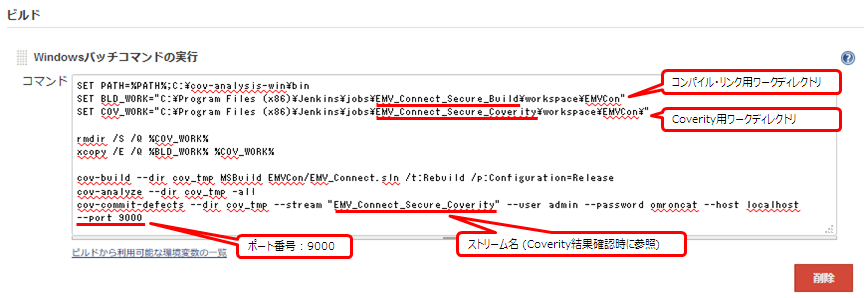 ビルド
Windowsバッチコマンドの実行
コマンド
SET PATH=%PATH%;C:¥cov-analysis-win¥bin
SET BLD_WORK="C:¥Program Files (x86)¥Jenkins¥jobs¥EMV_Connect_Secure_Build¥workspace¥EMVCon"
SET COV_WORK="C:¥Program Files (x86)¥Jenkins¥jobs¥EMV_Connect_Secure_Coverity¥workspace¥EMVCon¥"
コンパイル・リンク用ワークディレクトリ
Coverity用ワークディレクトリ
rmdir /S /Q %COV_WORK%
xcopy /E /Q %BLD_WORK% %COV_WORK%
cov-build --dir cov_tmp MSBuild EMVCon/EMV_Connect.sln /t:Rebuild /p:Configuration=Release
cov-analyze --dir cov_tmp -all
cov-commit-defects --dir cov_tmp --stream "EMV_Connect_Secure_Coverity" --user admin --password omroncat --host localhost
--port 9000
ポート番号：9000
ストリーム名 (Coverity結果確認時に参照)
ビルドから利用可能な環境変数の一覧
削除